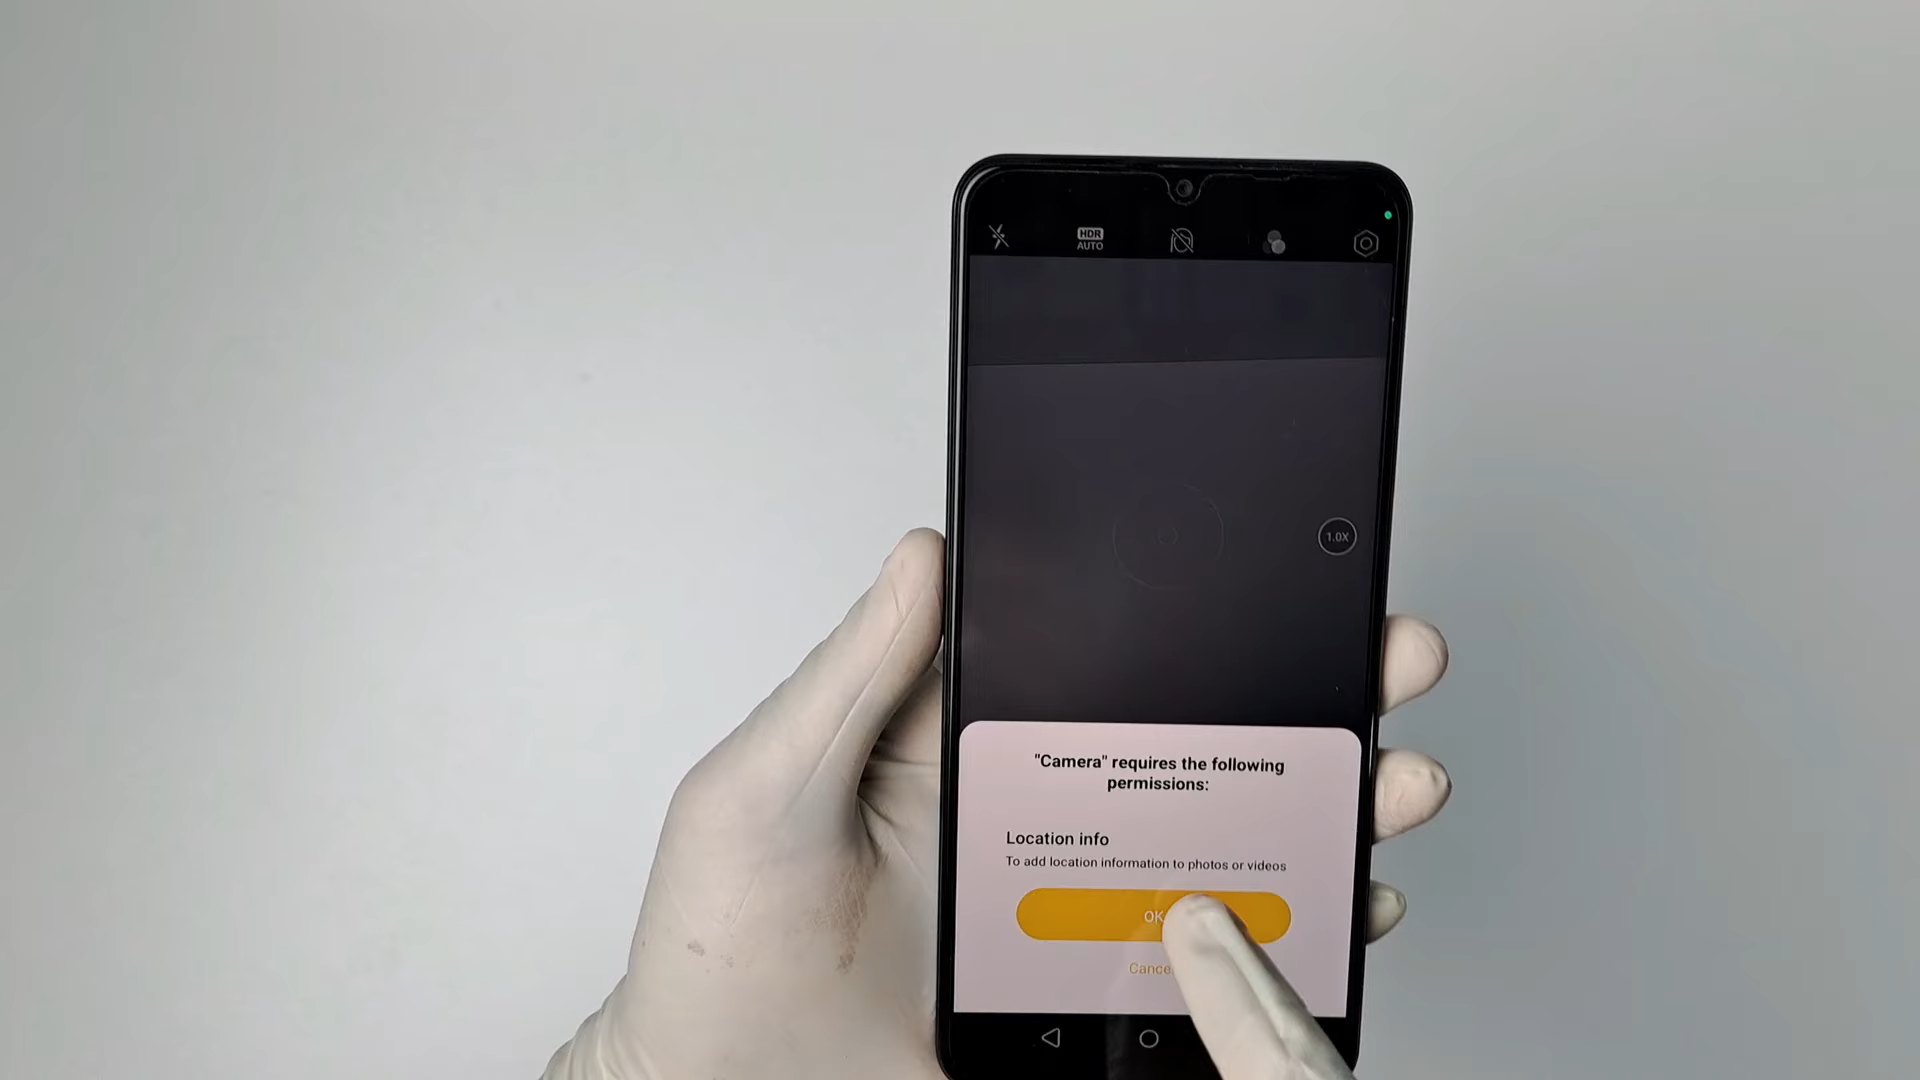 HDR
AUTO
1.0X
"Camera" requires the following
permissions:
Location info
To add location information to photos or videos
OK